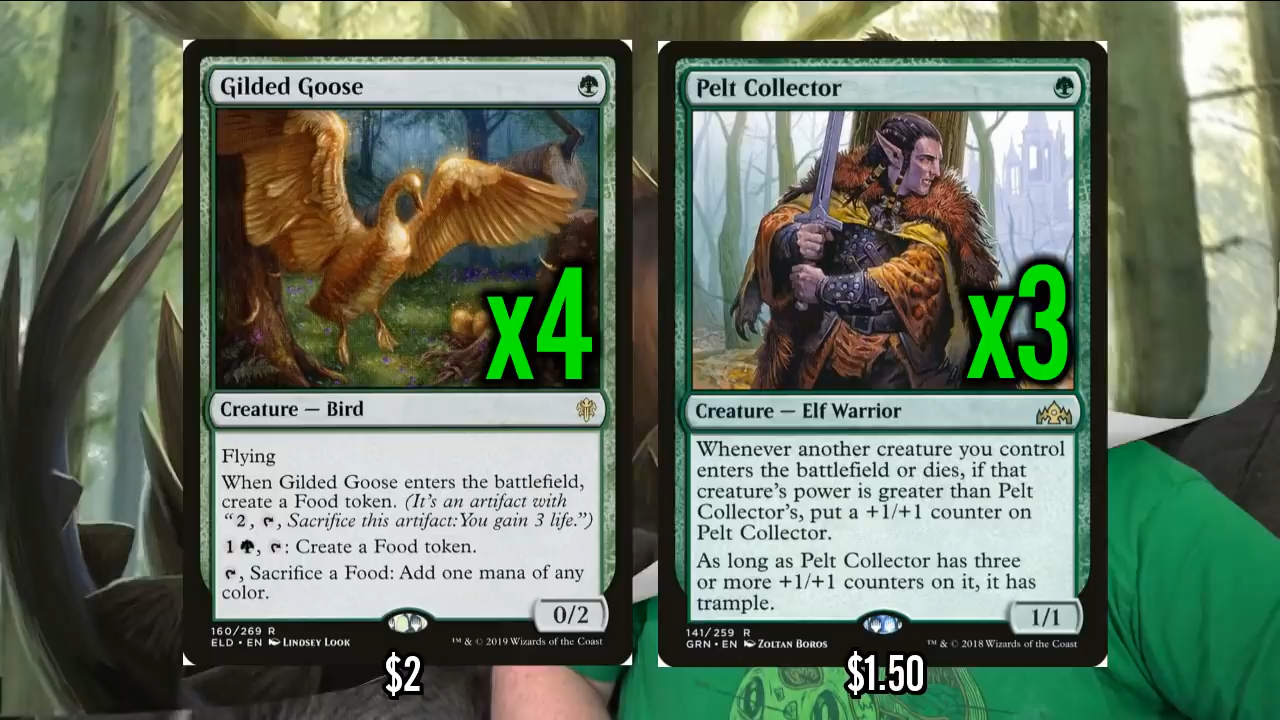 Gilded Goose
x4
Creature — Bird
Flying
When Gilded Goose enters the battlefield,
create a Food token. (It's an artifact with
“2, T, Sacrifice this artifact:You gain 3 life.”)
1G, T: Create a Food token.
T, Sacrifice a Food: Add one mana of any
color.
0/2
160/269 R
ELD • EN LINDSEY LOOK
™ & © 2019 Wizards of the Coast
$2
Pelt Collector
x3
Creature — Elf Warrior
Whenever another creature you control
enters the battlefield or dies, if that
creature's power is greater than Pelt
Collector's, put a +1/+1 counter on
Pelt Collector.
As long as Pelt Collector has three
or more +1/+1 counters on it, it has
trample.
1/1
141/259 R
GRN • EN ZOLTAN BOROS
™ & © 2018 Wizards of the Coast
$1.50